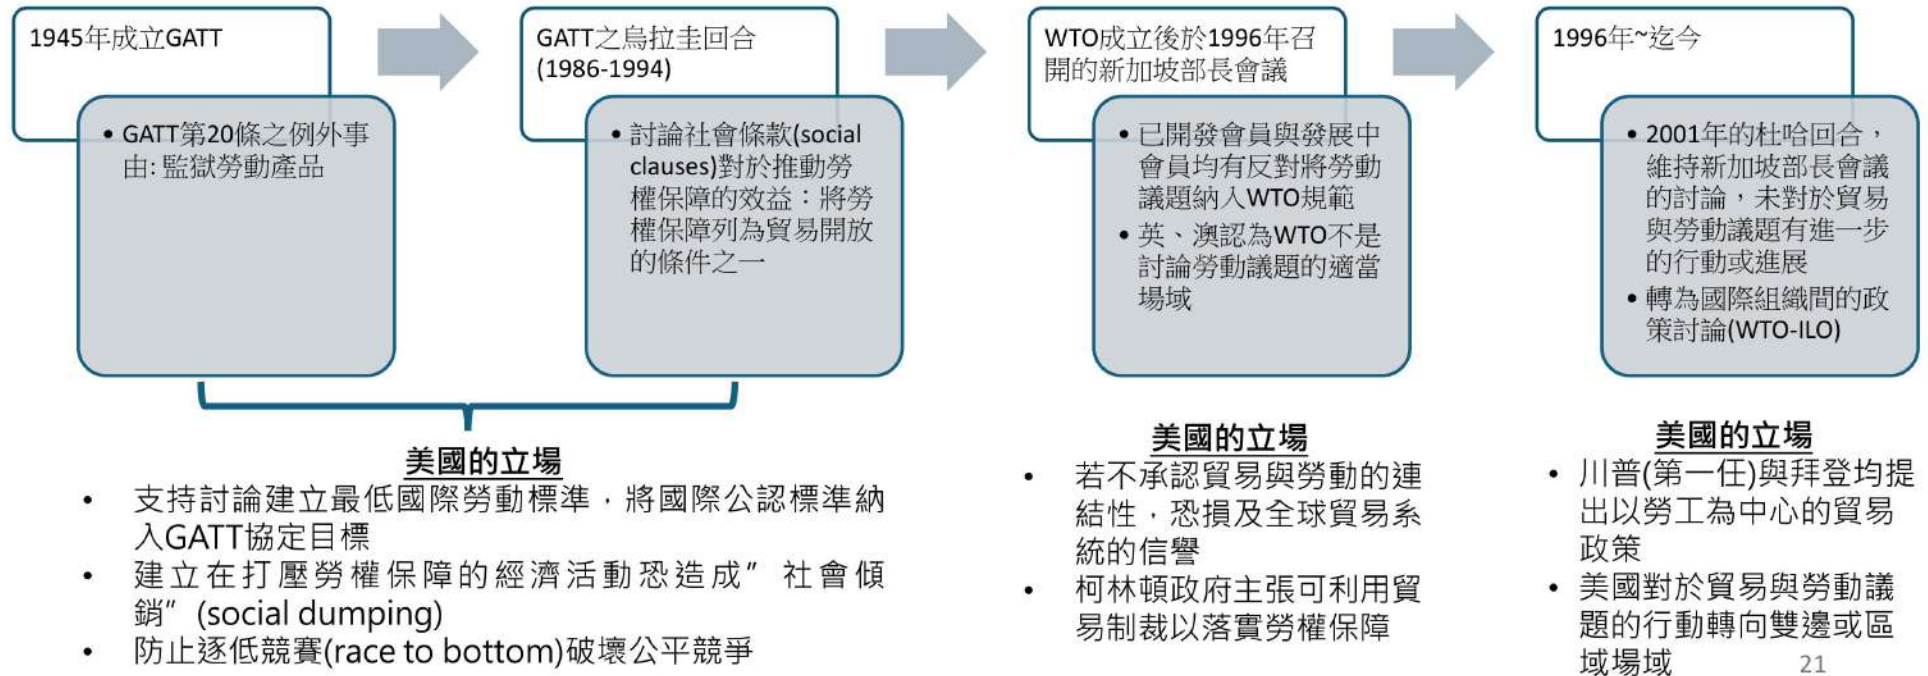 1945年成立GATT
• GATT第20條之例外事
由: 監獄勞動產品
GATT之烏拉圭回合
(1986-1994)
• 討論社會條款(social
clauses)對於推動勞
權保障的效益：將勞
權保障列為貿易開放
的條件之一
WTO成立後於1996年召
開的新加坡部長會議
• 已開發會員與發展中
會員均有反對將勞動
議題納入WTO規範
• 英、澳認為WTO不是
討論勞動議題的適當
場域
1996年~迄今
• 2001年的杜哈回合，
維持新加坡部長會議
的討論，未對於貿易
與勞動議題有進一步
的行動或進展
• 轉為國際組織間的政
策討論(WTO-ILO)
美國的立場
• 支持討論建立最低國際勞動標準，將國際公認標準納
入GATT協定目標
• 建立在打壓勞權保障的經濟活動恐造成”社會傾
銷”(social dumping)
• 防止逐低競賽(race to bottom)破壞公平競爭
美國的立場
• 若不承認貿易與勞動的連
結性，恐損及全球貿易系
統的信譽
• 柯林頓政府主張可利用貿
易制裁以落實勞權保障
美國的立場
• 川普(第一任)與拜登均提
出以勞工為中心的貿易
政策
• 美國對於貿易與勞動議
題的行動轉向雙邊或區
域場域
21